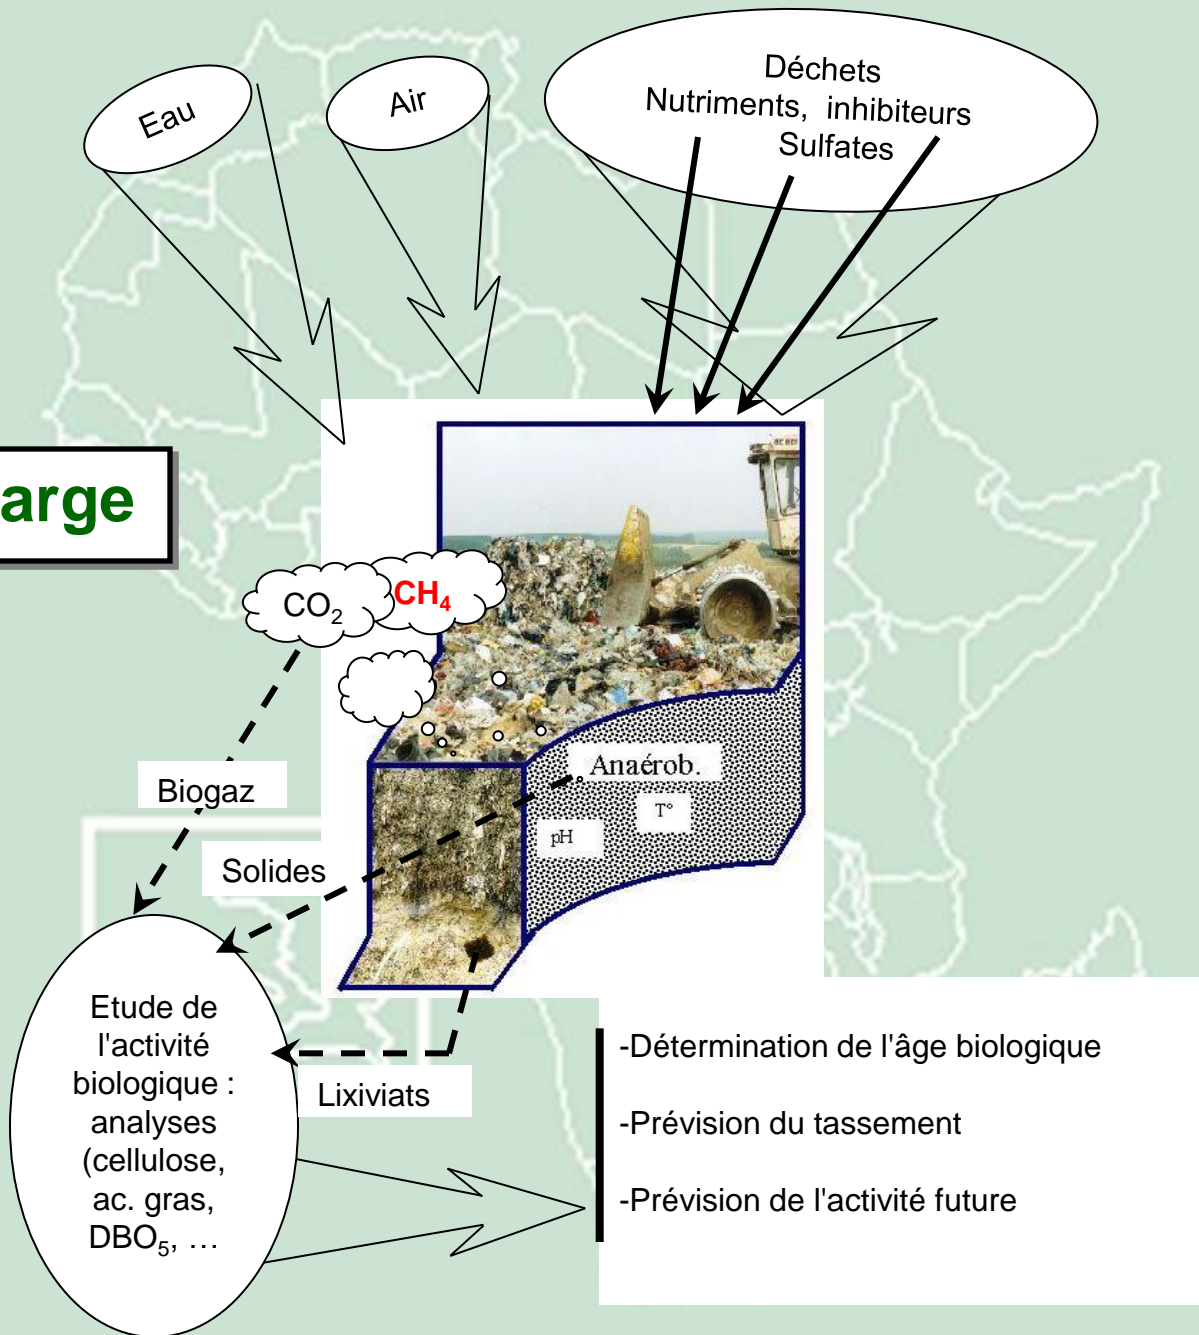 Eau
Air
Déchets
Nutriments, inhibiteurs
Sulfates
arge
CO₂
CH₄
Anaérob.
T°
pH
Biogaz
Solides
Lixiviats
Etude de
l'activité
biologique :
analyses
(cellulose,
ac. gras,
DBO₅, …
-Détermination de l'âge biologique
-Prévision du tassement
-Prévision de l'activité future